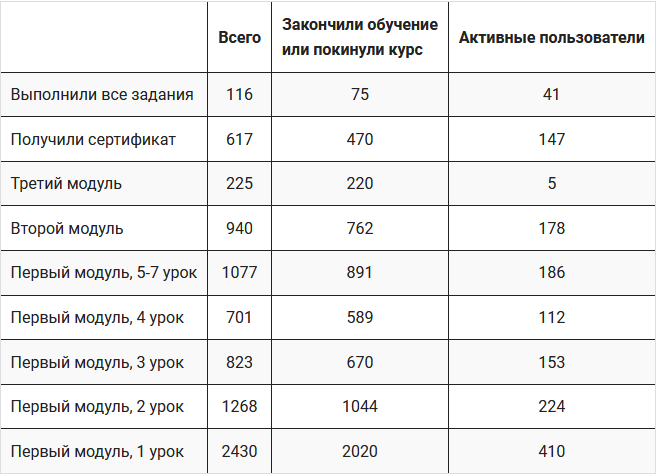 Всего
Закончили обучение
или покинули курс
Активные пользователи
Выполнили все задания 116 75 41
Получили сертификат 617 470 147
Третий модуль 225 220 5
Второй модуль 940 762 178
Первый модуль, 5-7 урок 1077 891 186
Первый модуль, 4 урок 701 589 112
Первый модуль, 3 урок 823 670 153
Первый модуль, 2 урок 1268 1044 224
Первый модуль, 1 урок 2430 2020 410